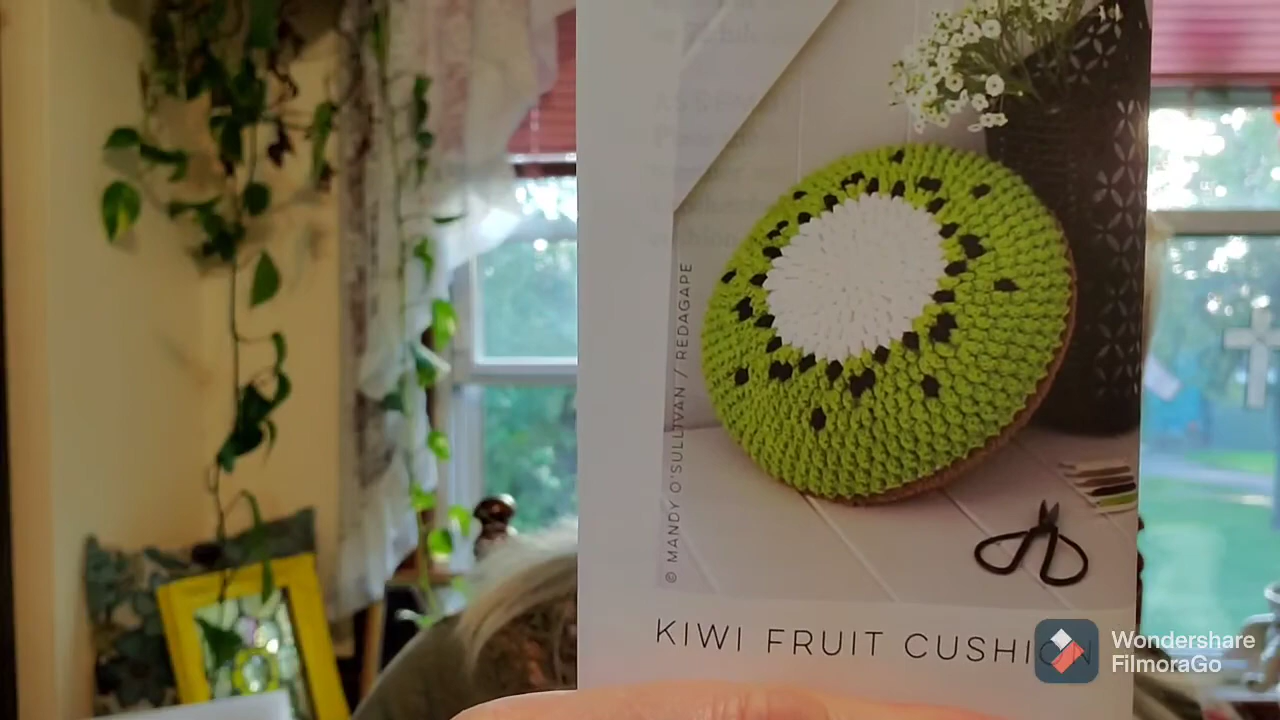 © MANDY O'SULLIVAN / REDAGAPE
KIWI FRUIT CUSHION
Wondershare
FilmoraGo